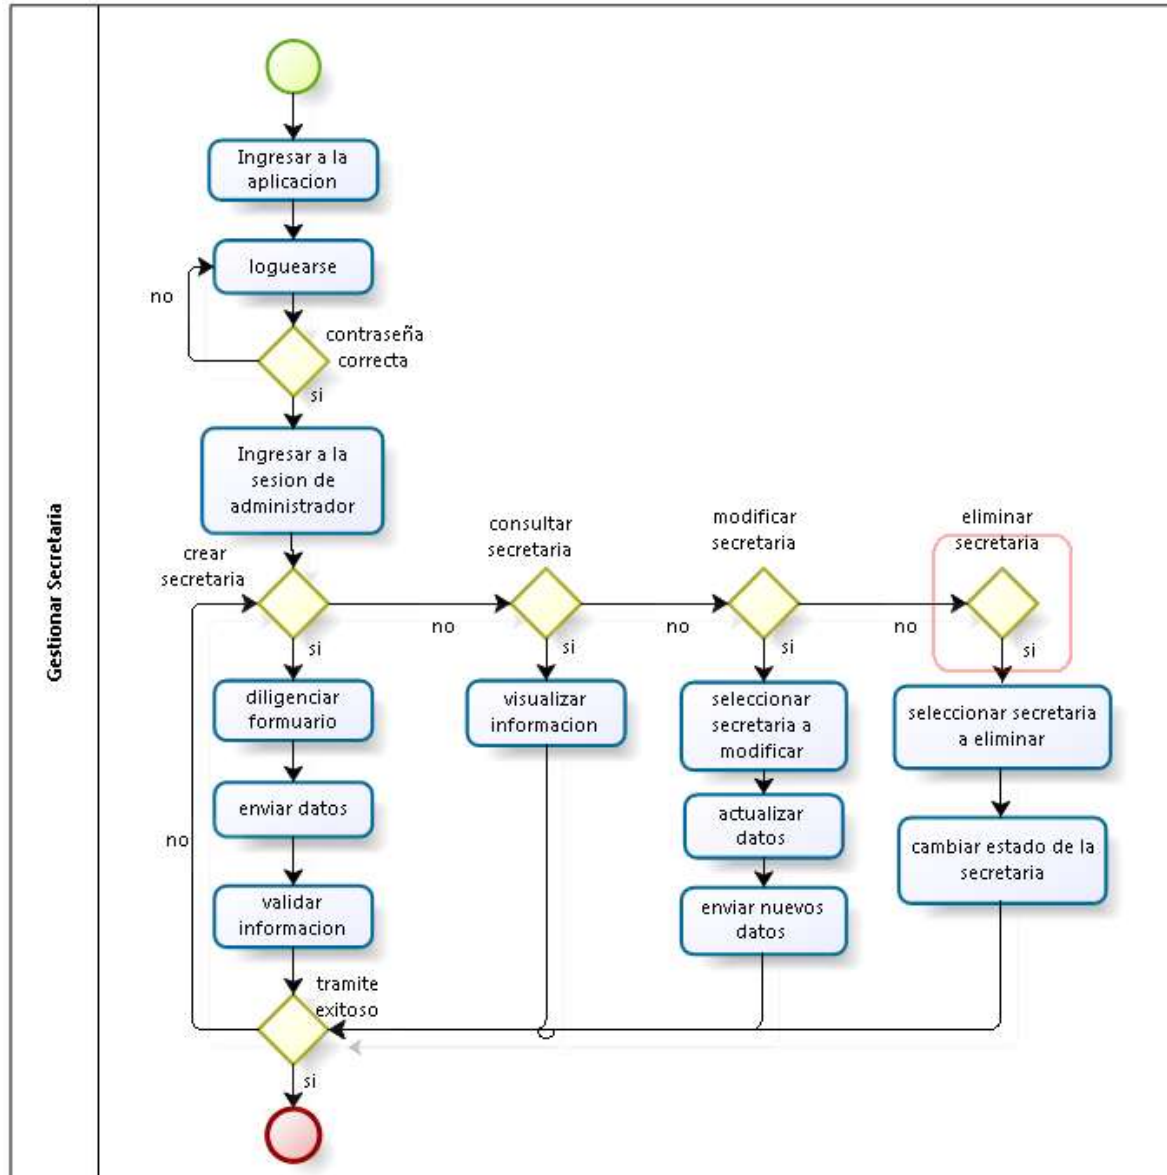 Gestionar Secretaria
Ingresar a la
aplicacion
loguearse
no
contraseña
correcta
si
Ingresar a la
sesion de
administrador
crear
secretaria
consultar
secretaria
modificar
secretaria
eliminar
secretaria
no
no
no
si
si
si
si
diligenciar
formuario
visualizar
informacion
seleccionar
secretaria a
modificar
seleccionar secretaria
a eliminar
enviar datos
actualizar
datos
cambiar estado de la
secretaria
no
validar
informacion
enviar nuevos
datos
tramite
exitoso
si